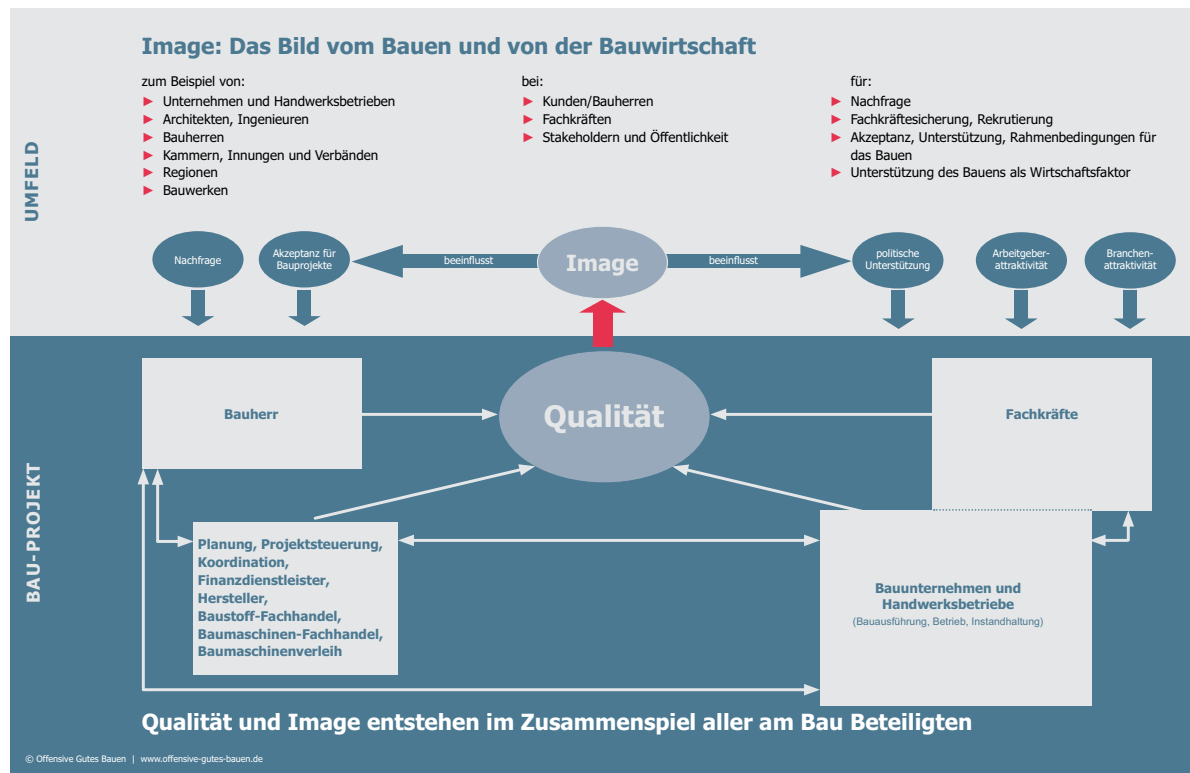 Image: Das Bild vom Bauen und von der Bauwirtschaft
zum Beispiel von:
► Unternehmen und Handwerksbetrieben
► Architekten, Ingenieuren
► Bauherren
► Kammern, Innungen und Verbänden
► Regionen
► Bauwerken
bei:
► Kunden/Bauherren
► Fachkräften
► Stakeholdern und Öffentlichkeit
für:
► Nachfrage
► Fachkräftesicherung, Rekrutierung
► Akzeptanz, Unterstützung, Rahmenbedingungen für
das Bauen
► Unterstützung des Bauens als Wirtschaftsfaktor
UMFELD
Nachfrage
Akzeptanz für
Bauprojekte
beeinflusst
Image
beeinflusst
politische
Unterstützung
Arbeitgeber-
attraktivität
Branchen-
attraktivität
BAU-PROJEKT
Bauherr
Qualität
Fachkräfte
Planung, Projektsteuerung,
Koordination,
Finanzdienstleister,
Hersteller,
Baustoff-Fachhandel,
Baumaschinen-Fachhandel,
Baumaschinenverleih
Bauunternehmen und
Handwerksbetriebe
(Bauausführung, Betrieb, Instandhaltung)
Qualität und Image entstehen im Zusammenspiel aller am Bau Beteiligten
© Offensive Gutes Bauen | www.offensive-gutes-bauen.de